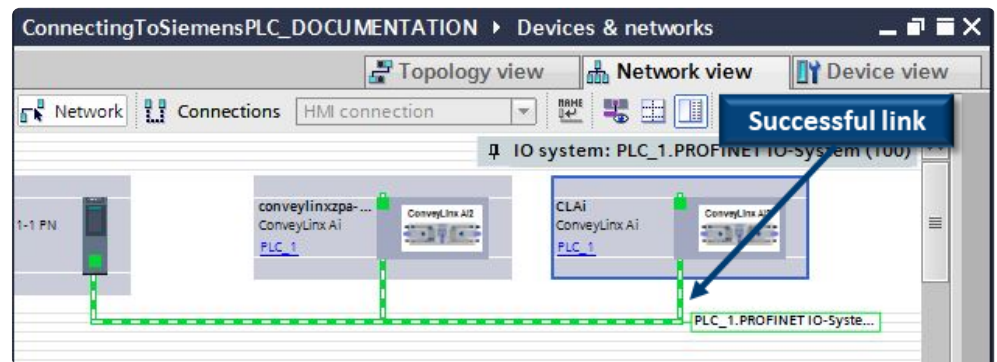 ConnectingToSiemensPLC_DOCUMENTATION ▸ Devices & networks
Topology view
Network view
Device view
Network
Connections
HMI connection
NAME
Successful link
IO system: PLC_1.PROFINET IO-System (100)
1-1 PN
conveylinxzpa-...
ConveyLinx Ai
PLC_1
ConveyLinx Ai2
CLAi
ConveyLinx Ai
PLC_1
ConveyLinx Ai2
PLC_1.PROFINET IO-Syste...